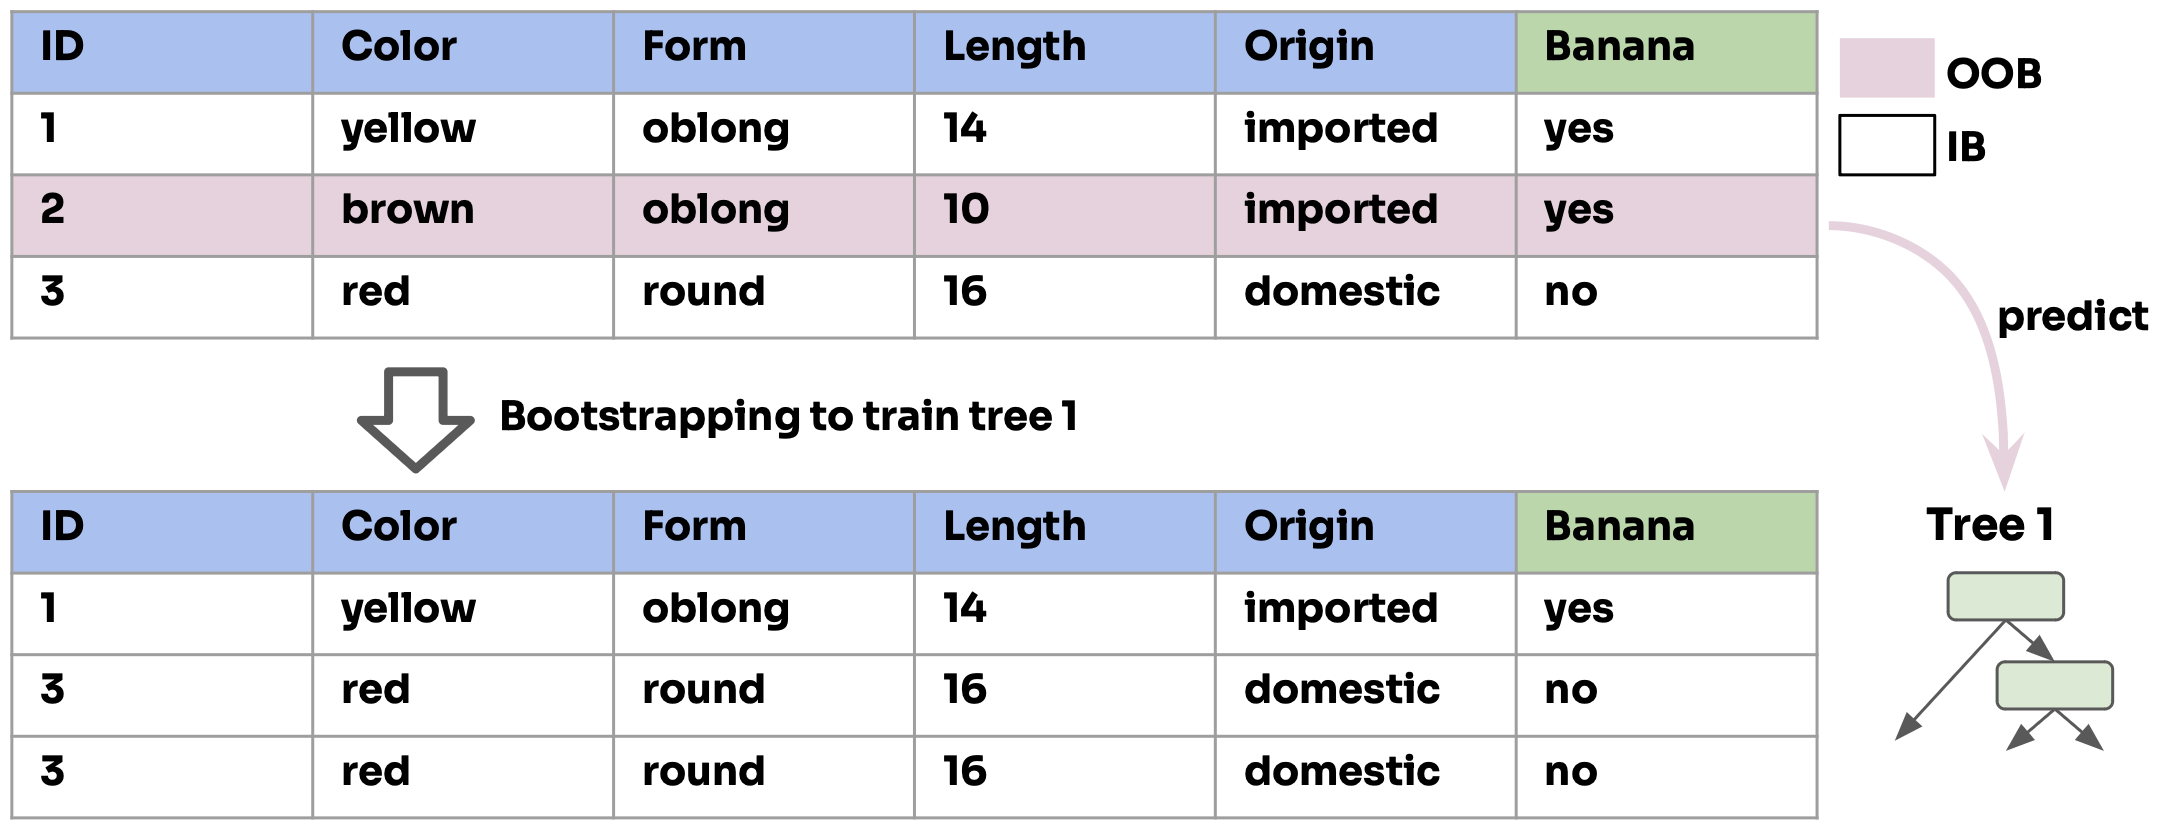 ID Color Form Length Origin Banana
1 yellow oblong 14 imported yes
2 brown oblong 10 imported yes
3 red round 16 domestic no
OOB
IB
predict
Bootstrapping to train tree 1
ID Color Form Length Origin Banana
1 yellow oblong 14 imported yes
3 red round 16 domestic no
3 red round 16 domestic no
Tree 1